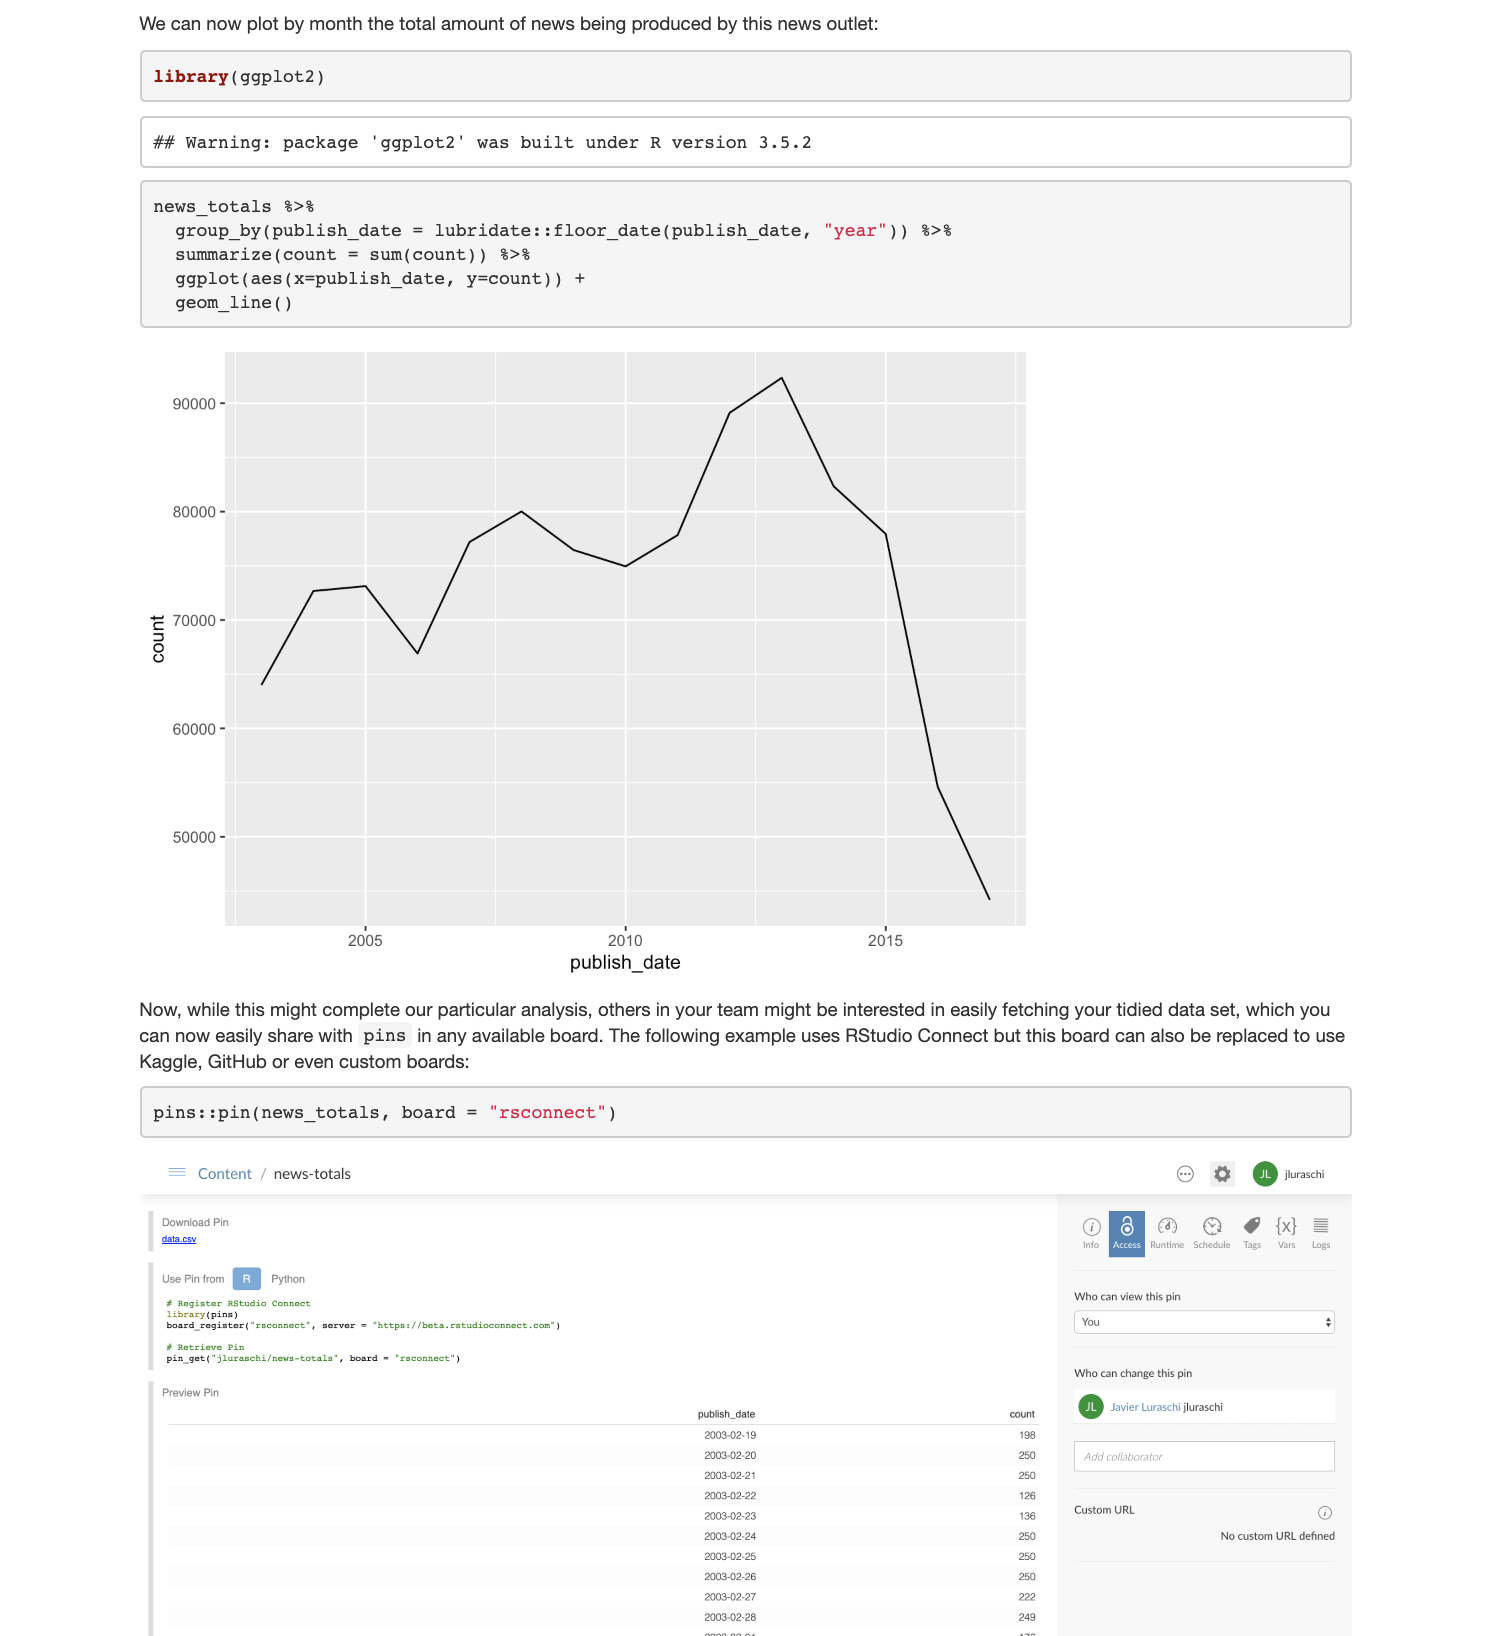 We can now plot by month the total amount of news being produced by this news outlet:
library(ggplot2)
## Warning: package 'ggplot2' was built under R version 3.5.2
news_totals %>%
  group_by(publish_date = lubridate::floor_date(publish_date, "year")) %>%
  summarize(count = sum(count)) %>%
  ggplot(aes(x=publish_date, y=count)) +
  geom_line()
90000
80000
70000
60000
50000
count
2005 2010 2015
publish_date
Now, while this might complete our particular analysis, others in your team might be interested in easily fetching your tidied data set, which you
can now easily share with pins in any available board. The following example uses RStudio Connect but this board can also be replaced to use
Kaggle, GitHub or even custom boards:
pins::pin(news_totals, board = "rsconnect")
Content / news-totals
JL jluraschi
Download Pin
data.csv
Use Pin from R Python
# Register RStudio Connect
library(pins)
board_register("rsconnect", server = "https://beta.rstudioconnect.com")
# Retrieve Pin
pin_get("jluraschi/news-totals", board = "rsconnect")
Preview Pin
publish_date count
2003-02-19 198
2003-02-20 250
2003-02-21 250
2003-02-22 126
2003-02-23 136
2003-02-24 250
2003-02-25 250
2003-02-26 250
2003-02-27 222
2003-02-28 249
Info Access Runtime Schedule Tags {x} Vars Logs
Who can view this pin
You
Who can change this pin
JL Javier Luraschi jluraschi
Add collaborator
Custom URL
No custom URL defined